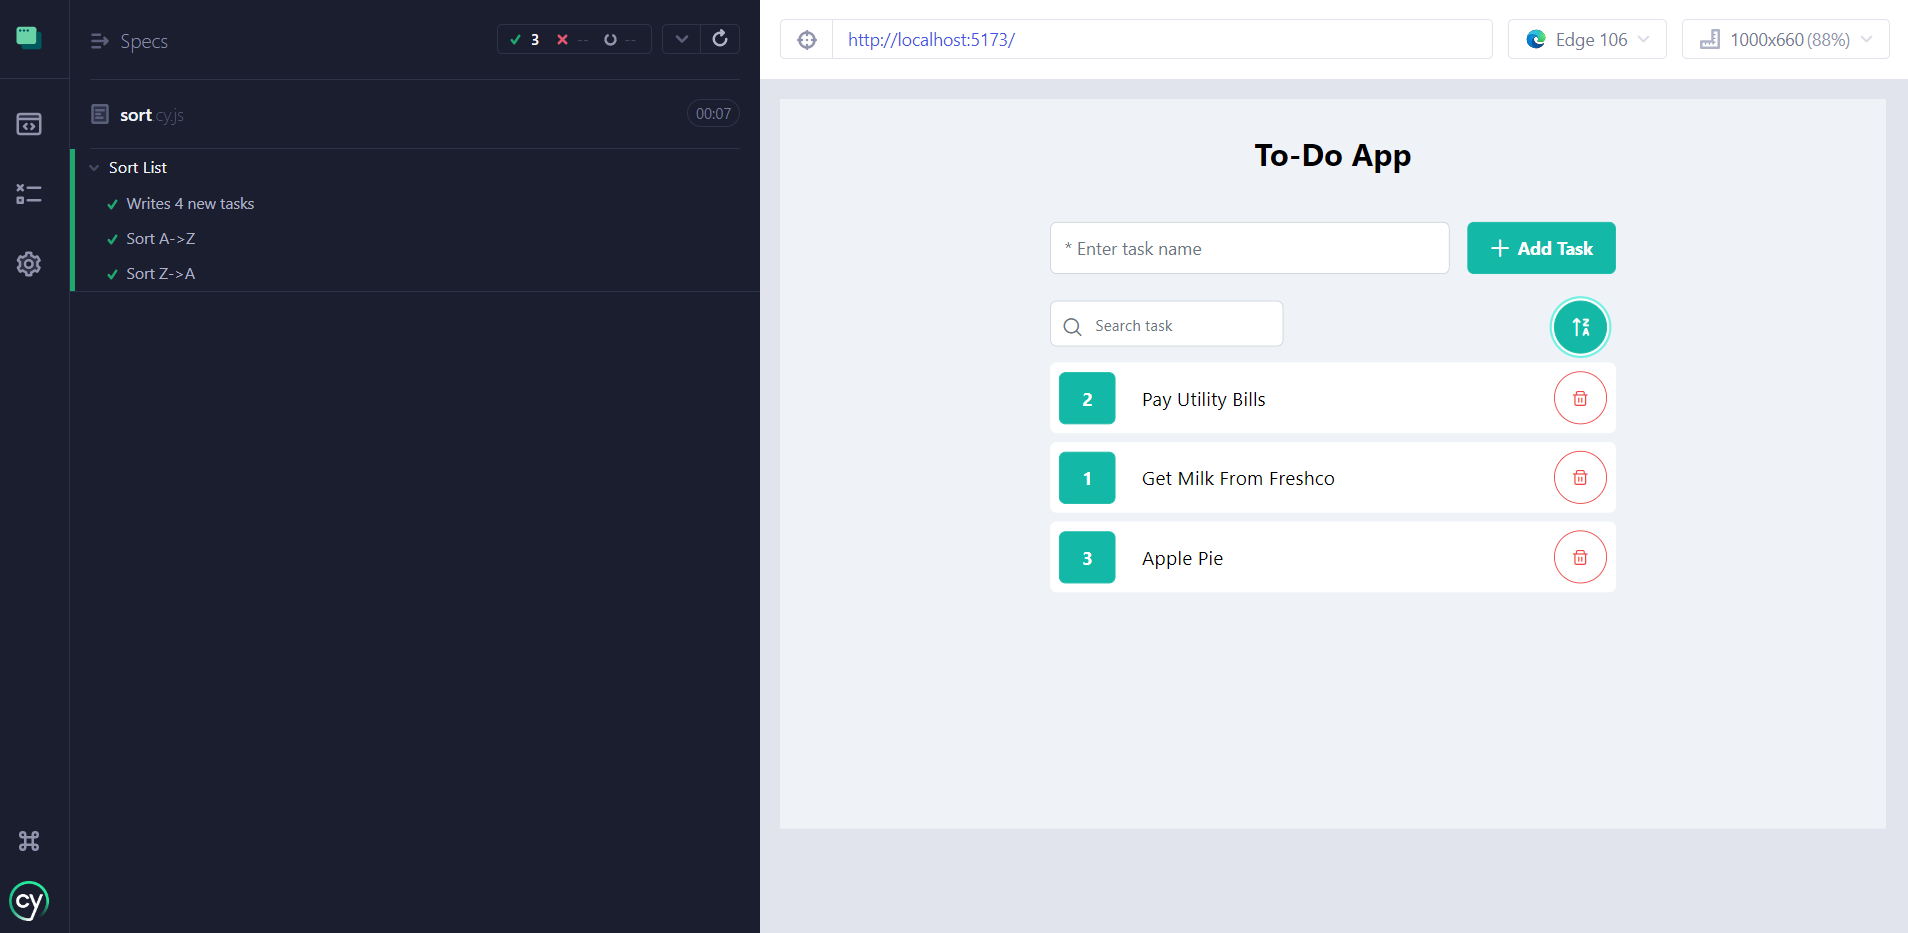 Specs
3 -- --
sort.cy.js
00:07
Sort List
Writes 4 new tasks
Sort A->Z
Sort Z->A
cy
http://localhost:5173/
Edge 106
1000x660 (88%)
To-Do App
* Enter task name
Add Task
Search task
Z
A
2 Pay Utility Bills
1 Get Milk From Freshco
3 Apple Pie